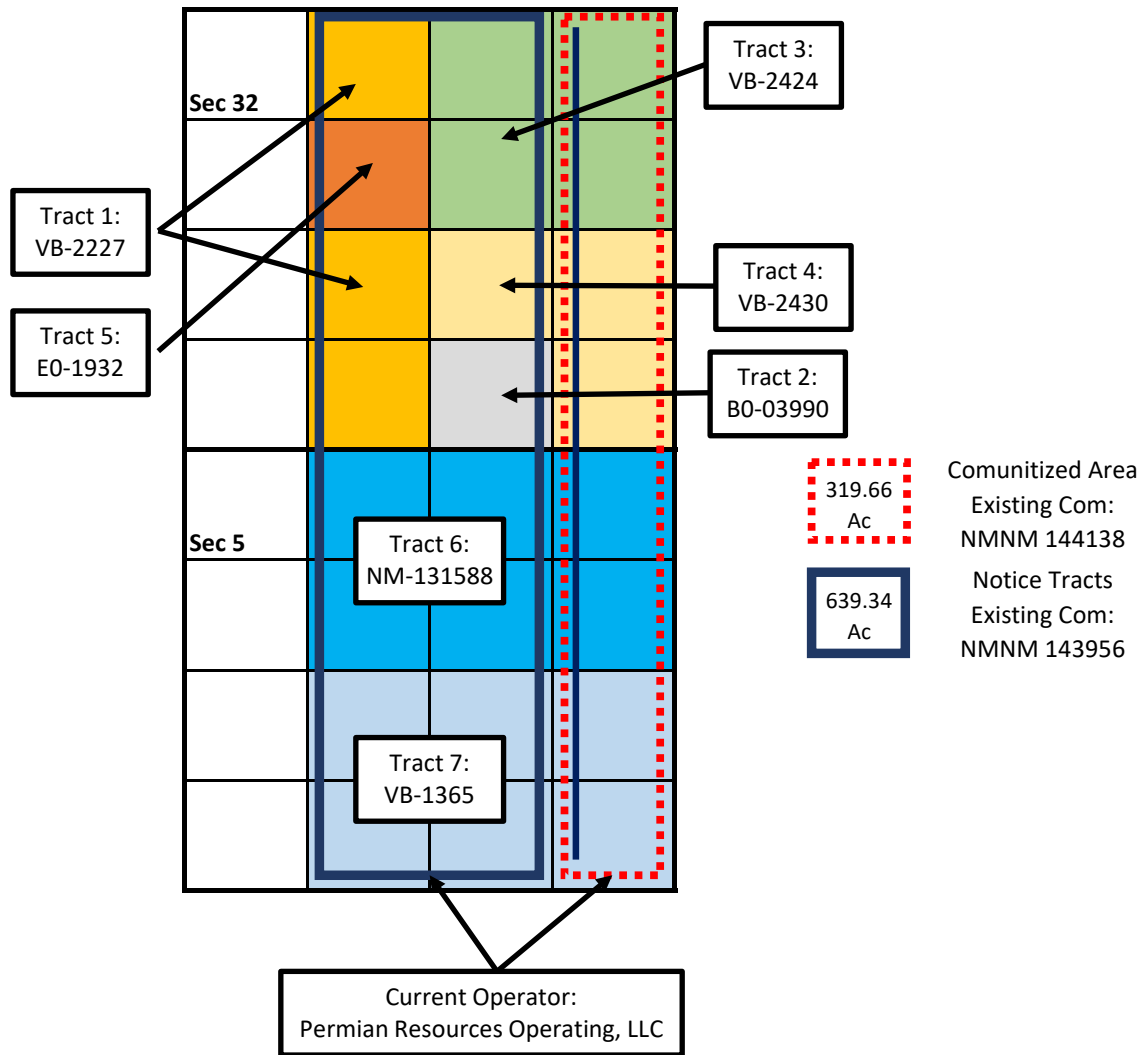 Tract 3:
VB-2424
Sec 32
Tract 1:
VB-2227
Tract 4:
VB-2430
Tract 5:
E0-1932
Tract 2:
B0-03990
319.66
Ac
Comunitized Area
Existing Com:
NMNM 144138
Sec 5
Tract 6:
NM-131588
639.34
Ac
Notice Tracts
Existing Com:
NMNM 143956
Tract 7:
VB-1365
Current Operator:
Permian Resources Operating, LLC